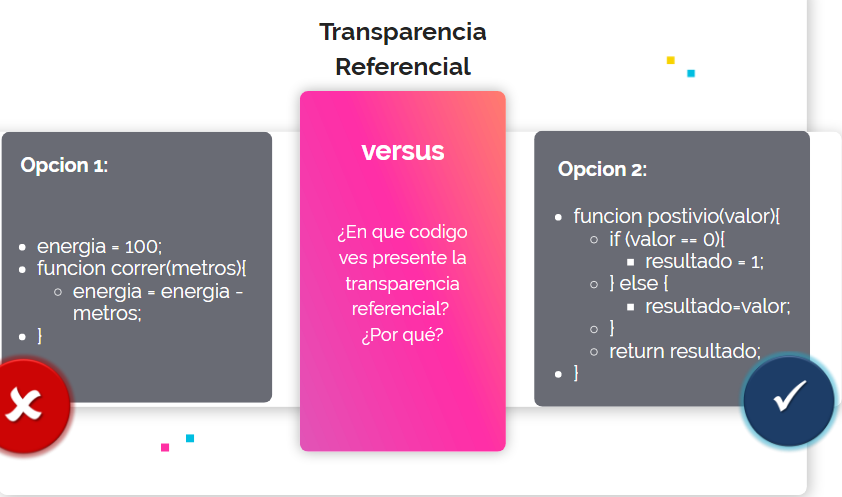 Transparencia
Referencial
Opcion 1:
energia = 100;
funcion correr(metros){
energia = energia -
metros;
}
versus
¿En que codigo
ves presente la
transparencia
referencial?
¿Por qué?
Opcion 2:
funcion postivio(valor){
if (valor == 0){
resultado = 1;
} else {
resultado=valor;
}
return resultado;
}